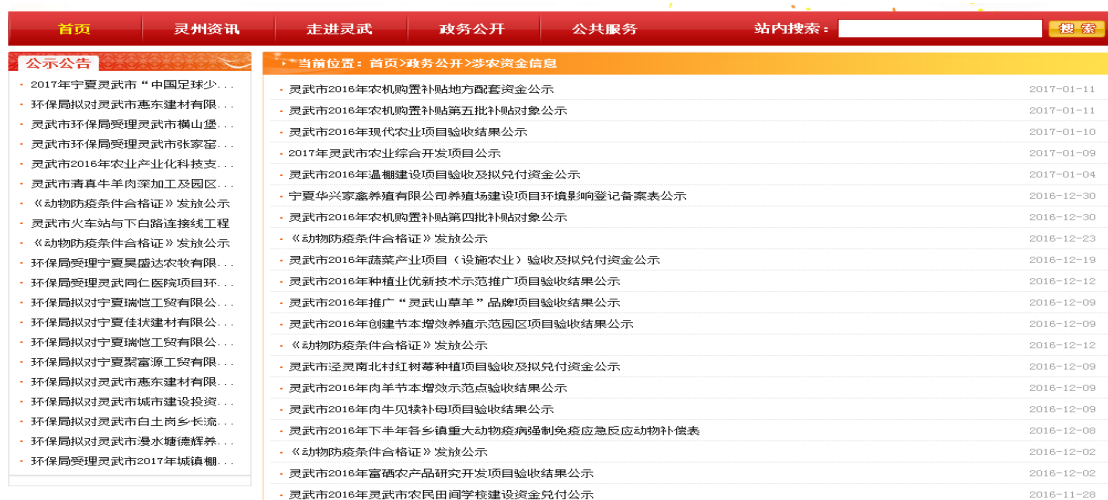 首页 灵州资讯 走进灵武 政务公开 公共服务 站内搜索： 搜 索
公示公告
· 2017年宁夏灵武市“中国足球少...
· 环保局拟对灵武市惠东建材有限...
· 灵武市环保局受理灵武市横山堡...
· 灵武市环保局受理灵武市张家窑...
· 灵武市2016年农业产业化科技支...
· 灵武市清真牛羊肉深加工及园区...
· 《动物防疫条件合格证》发放公示
· 灵武市火车站与下白路连接线工程
· 《动物防疫条件合格证》发放公示
· 环保局受理宁夏昊盛达农牧有限...
· 环保局受理灵武同仁医院项目环...
· 环保局拟对宁夏瑞恺工贸有限公...
· 环保局拟对宁夏佳状建材有限公...
· 环保局拟对宁夏瑞恺工贸有限公...
· 环保局拟对宁夏聚富源工贸有限...
· 环保局拟对灵武市惠东建材有限...
· 环保局拟对灵武市城市建设投资...
· 环保局拟对灵武市白土岗乡长流...
· 环保局拟对灵武市漫水塘德辉养...
· 环保局受理灵武市2017年城镇棚...
当前位置：首页>政务公开>涉农资金信息
· 灵武市2016年农机购置补贴地方配套资金公示 2017-01-11
· 灵武市2016年农机购置补贴第五批补贴对象公示 2017-01-11
· 灵武市2016年现代农业项目验收结果公示 2017-01-10
· 2017年灵武市农业综合开发项目公示 2017-01-09
· 灵武市2016年温棚建设项目验收及拟兑付资金公示 2017-01-04
· 宁夏华兴家禽养殖有限公司养殖场建设项目环境影响登记备案表公示 2016-12-30
· 灵武市2016年农机购置补贴第四批补贴对象公示 2016-12-30
· 《动物防疫条件合格证》发放公示 2016-12-23
· 灵武市2016年蔬菜产业项目（设施农业）验收及拟兑付资金公示 2016-12-19
· 灵武市2016年种植业优新技术示范推广项目验收结果公示 2016-12-12
· 灵武市2016年推广“灵武山草羊”品牌项目验收结果公示 2016-12-09
· 灵武市2016年创建节本增效养殖示范园区项目验收结果公示 2016-12-09
· 《动物防疫条件合格证》发放公示 2016-12-12
· 灵武市泾灵南北村红树莓种植项目验收及拟兑付资金公示 2016-12-09
· 灵武市2016年肉羊节本增效示范点验收结果公示 2016-12-09
· 灵武市2016年肉牛见犊补母项目验收结果公示 2016-12-09
· 灵武市2016年下半年各乡镇重大动物疫病强制免疫应急反应动物补偿表 2016-12-08
· 《动物防疫条件合格证》发放公示 2016-12-02
· 灵武市2016年富硒农产品研究开发项目验收结果公示 2016-12-02
· 灵武市2016年灵武市农民田间学校建设资金兑付公示 2016-11-28